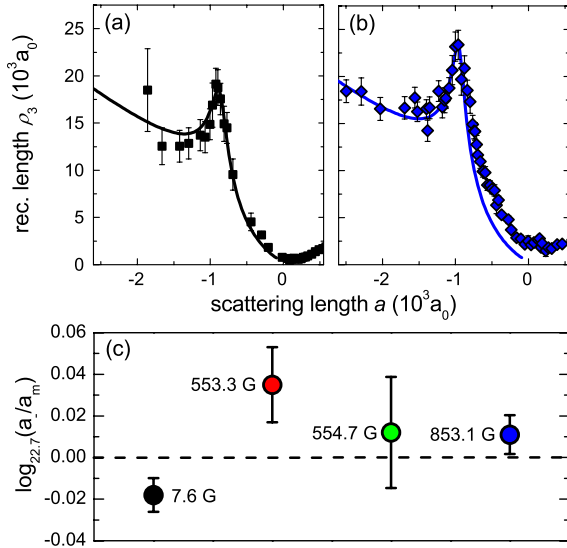 (a)
(b)
rec. length ρ₃ (10³a₀)
25
20
15
10
5
0
-2 -1 0
-2 -1 0
scattering length a (10³a₀)
(c)
log₂₂.₇(a₋/aₘ)
0.06
0.04
0.02
0.00
-0.02
-0.04
553.3 G
554.7 G
853.1 G
7.6 G